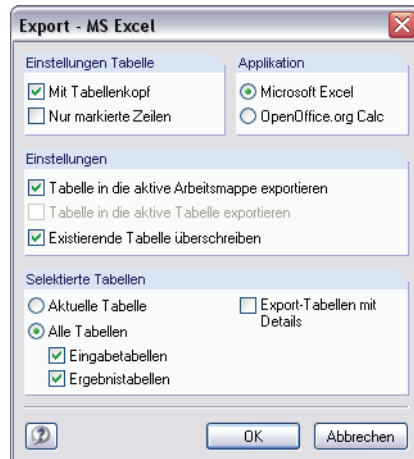 Export - MS Excel
Einstellungen Tabelle
Mit Tabellenkopf
Nur markierte Zeilen
Applikation
Microsoft Excel
OpenOffice.org Calc
Einstellungen
Tabelle in die aktive Arbeitsmappe exportieren
Tabelle in die aktive Tabelle exportieren
Existierende Tabelle überschreiben
Selektierte Tabellen
Aktuelle Tabelle
Alle Tabellen
Eingabetabellen
Ergebnistabellen
Export-Tabellen mit
Details
OK
Abbrechen